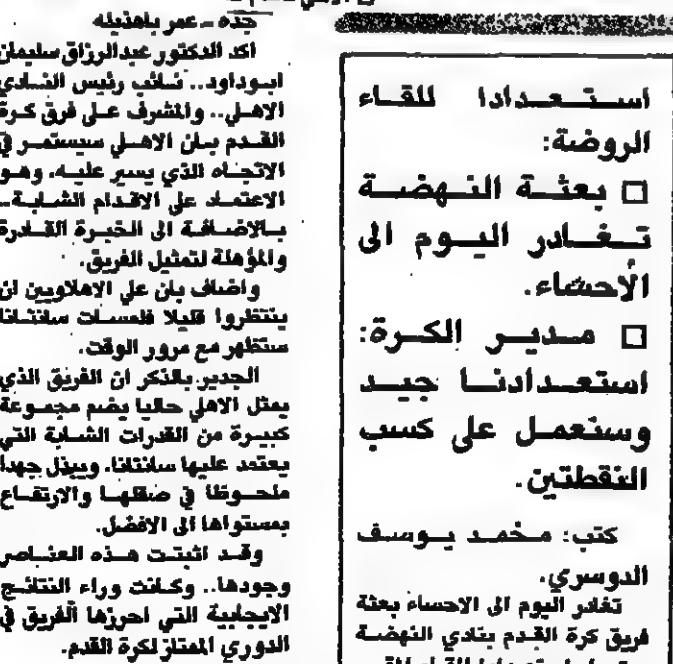 استعدادا للقاء
الروضة:
□ بعثة النهضة
تغادر اليوم الى
الأحساء.
□ مدير الكرة:
استعدادنا جيد
وسنعمل على كسب
النقطتين.
كتب: محمد يوسف
الدوسري.
تغادر اليوم الى الاحساء بعثة
فريق كرة القدم بنادي النهضة
جدة - عمر باهذيله
اكد الدكتور عبدالرزاق سليمان
ابوداود.. نائب رئيس النادي
الاهلي.. والمشرف على فرق كرة
القدم بان الاهلي سيستمر في
الاتجاه الذي يسير عليه. وهو
الاعتماد على الاقدام الشابة..
بالاضافة الى الخبرة القادرة
والمؤهلة لتمثيل الفريق.
واضاف بان على الاهلاويين ان
ينتظروا قليلا فلمسات سانتانا
ستظهر مع مرور الوقت.
الجدير بالذكر ان الفريق الذي
يمثل الاهلي حاليا يضم مجموعة
كبيرة من القدرات الشابة التي
يعتمد عليها سانتانا. ويبذل جهدا
ملحوظا في صقلها والارتفاع
بمستواها الى الافضل.
وقد اثبتت هذه العناصر
وجودها.. وكانت وراء النتائج
الايجابية التي احرزها الفريق في
الدوري الممتاز لكرة القدم.